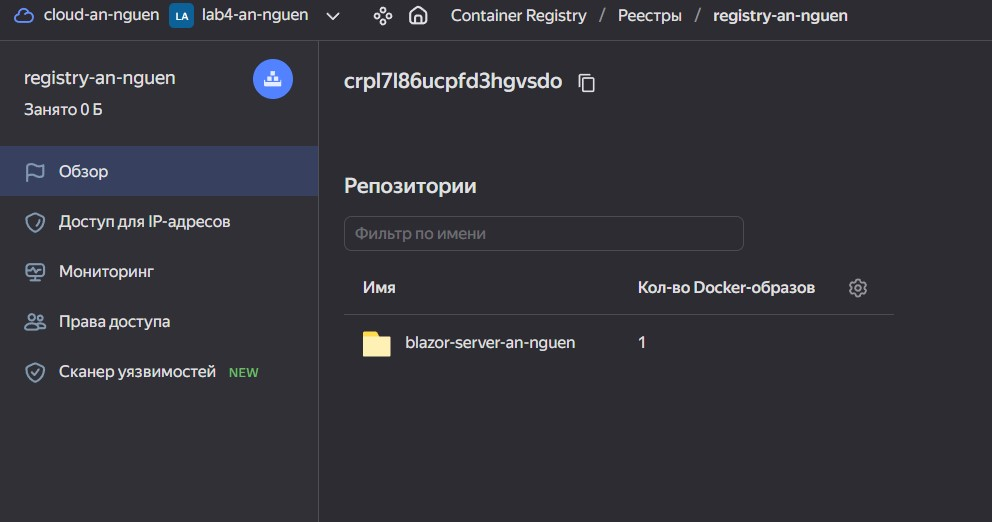 cloud-an-nguen LA lab4-an-nguen Container Registry / Реестры / registry-an-nguen
registry-an-nguen
Занято 0 Б
Обзор
Доступ для IP-адресов
Мониторинг
Права доступа
Сканер уязвимостей NEW
crpl7l86ucpfd3hgvsdo
Репозитории
Фильтр по имени
Имя Кол-во Docker-образов
blazor-server-an-nguen 1